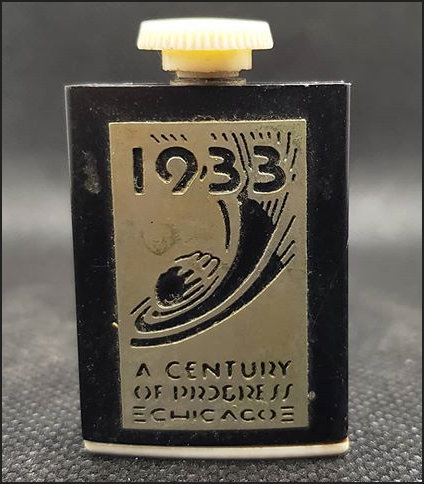 1933
A CENTURY
OF PROGRESS
CHICAGO